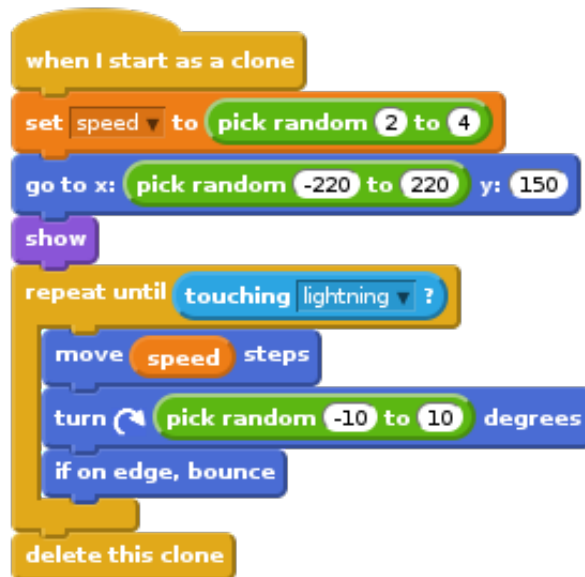 when I start as a clone
set speed to pick random 2 to 4
go to x: pick random -220 to 220 y: 150
show
repeat until touching lightning ?
move speed steps
turn pick random -10 to 10 degrees
if on edge, bounce
delete this clone